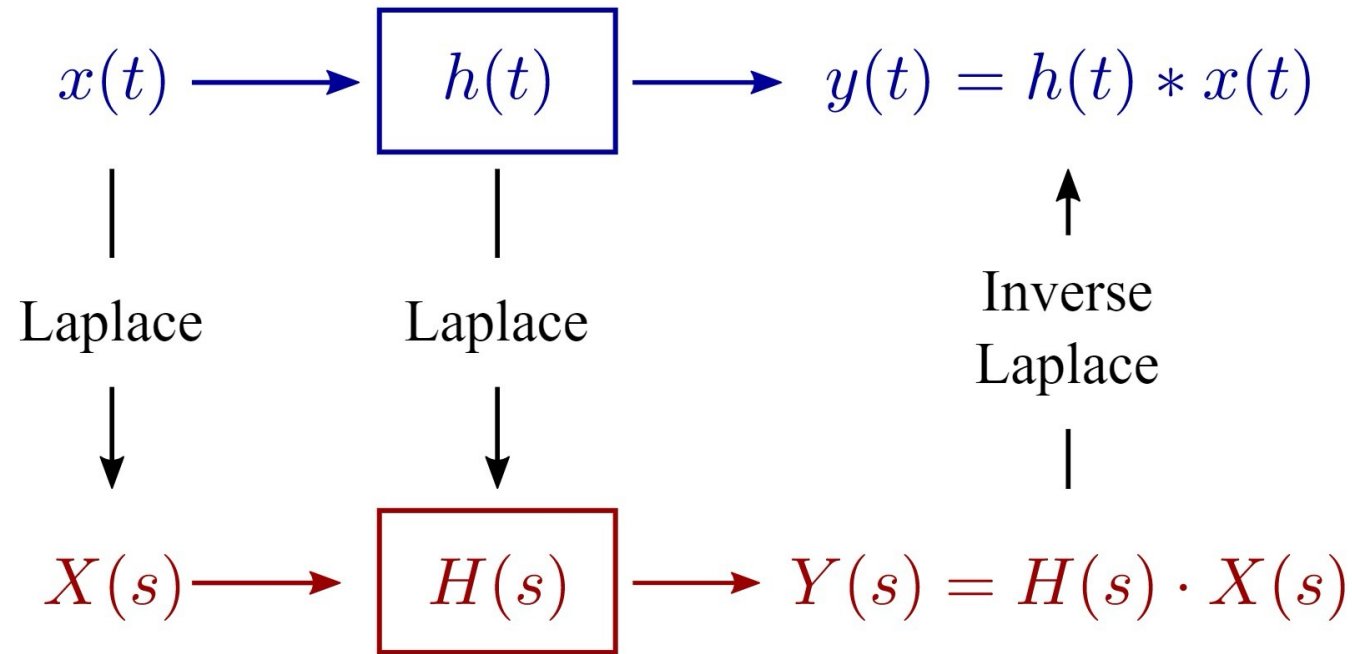 x(t) h(t) y(t) = h(t) * x(t)
Laplace Laplace Inverse
Laplace
X(s) H(s) Y(s) = H(s) · X(s)